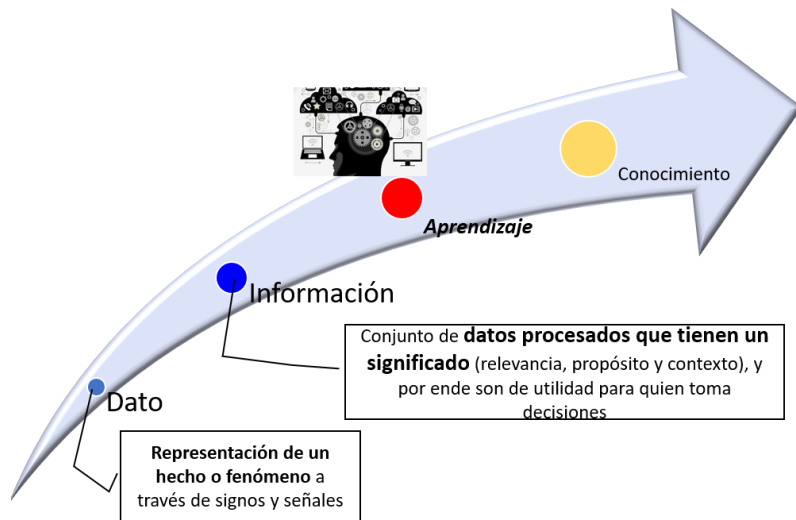 Conocimiento
Aprendizaje
Información
Conjunto de datos procesados que tienen un
significado (relevancia, propósito y contexto), y
por ende son de utilidad para quien toma
decisiones
Dato
Representación de un
hecho o fenómeno a
través de signos y señales